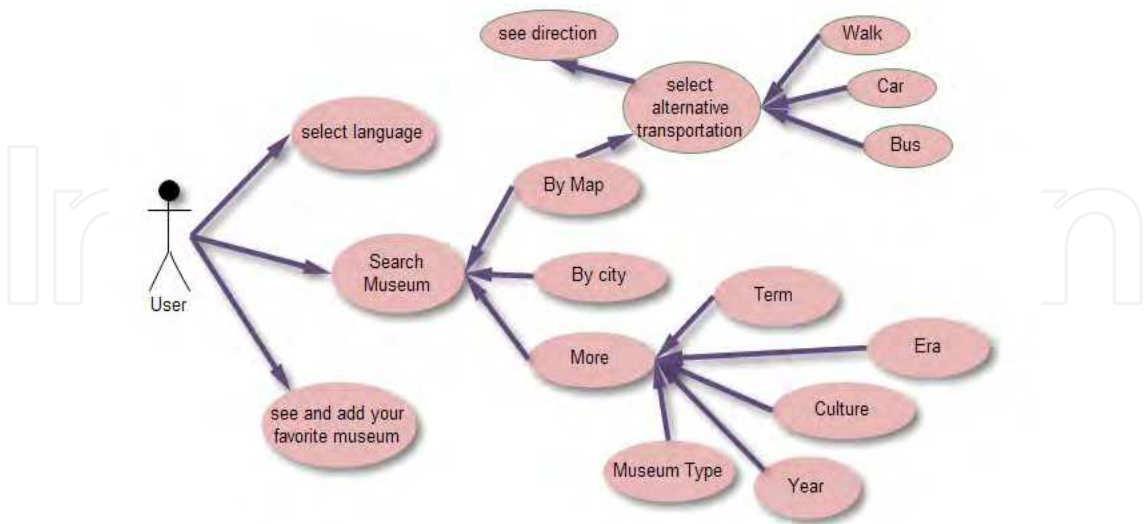 see direction
Walk
select
alternative
transportation
Car
Bus
select language
By Map
User
Search
Museum
By city
Term
More
Era
Culture
see and add your
favorite museum
Museum Type
Year